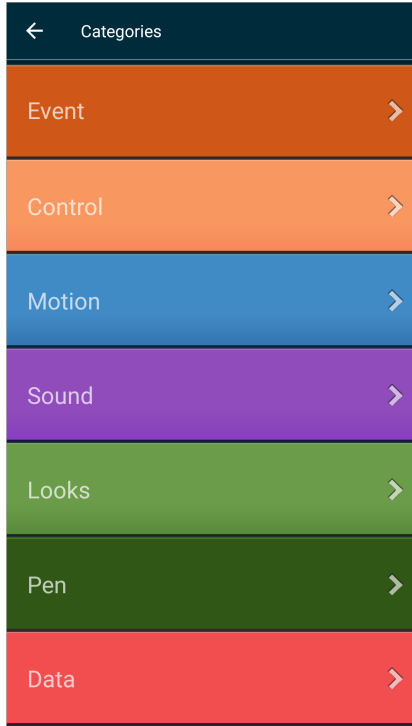 Categories
Event
Control
Motion
Sound
Looks
Pen
Data